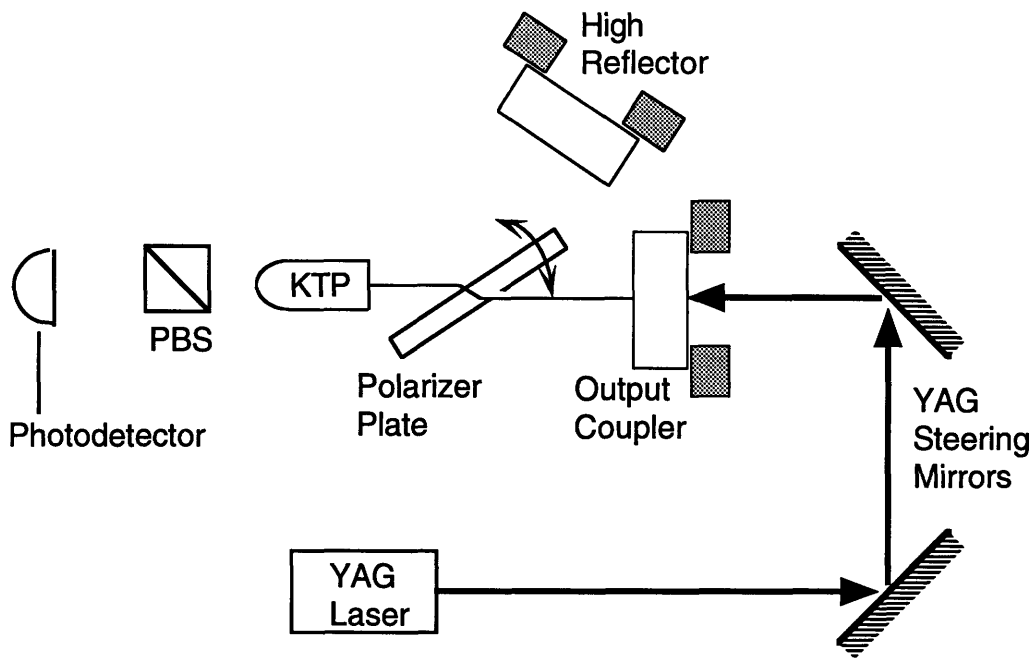 High
Reflector
KTP
PBS
Polarizer
Plate
Output
Coupler
Photodetector
YAG
Steering
Mirrors
YAG
Laser